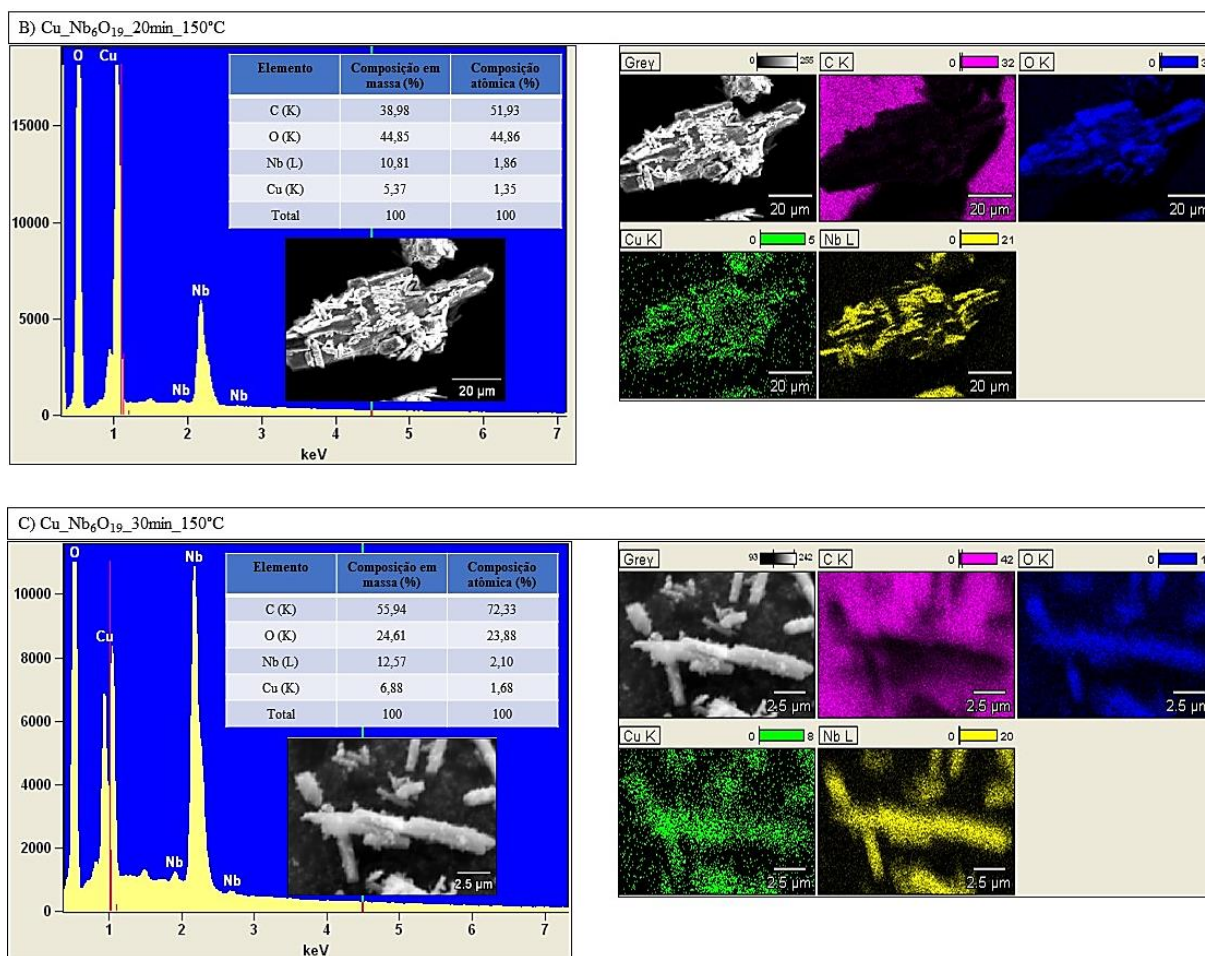 B) Cu_Nb₆O₁₉_20min_150°C
O Cu
15000
10000
5000
0
Nb
Nb Nb
1 2 3 4 5 6 7
keV
Elemento Composição em massa (%) Composição atômica (%)
C (K) 38,98 51,93
O (K) 44,85 44,86
Nb (L) 10,81 1,86
Cu (K) 5,37 1,35
Total 100 100
20 µm
Grey 0 255 C K 0 32 O K 0
20 µm 20 µm 20 µm
Cu K 0 5 Nb L 0 21
20 µm 20 µm
C) Cu_Nb₆O₁₉_30min_150°C
O Nb
Cu
10000
8000
6000
4000
2000
0
Nb Nb
1 2 3 4 5 6 7
keV
Elemento Composição em massa (%) Composição atômica (%)
C (K) 55,94 72,33
O (K) 24,61 23,88
Nb (L) 12,57 2,10
Cu (K) 6,88 1,68
Total 100 100
2.5 µm
Grey 93 242 C K 0 42 O K 0
2.5 µm 2.5 µm 2.5 µm
Cu K 0 8 Nb L 0 20
2.5 µm 2.5 µm